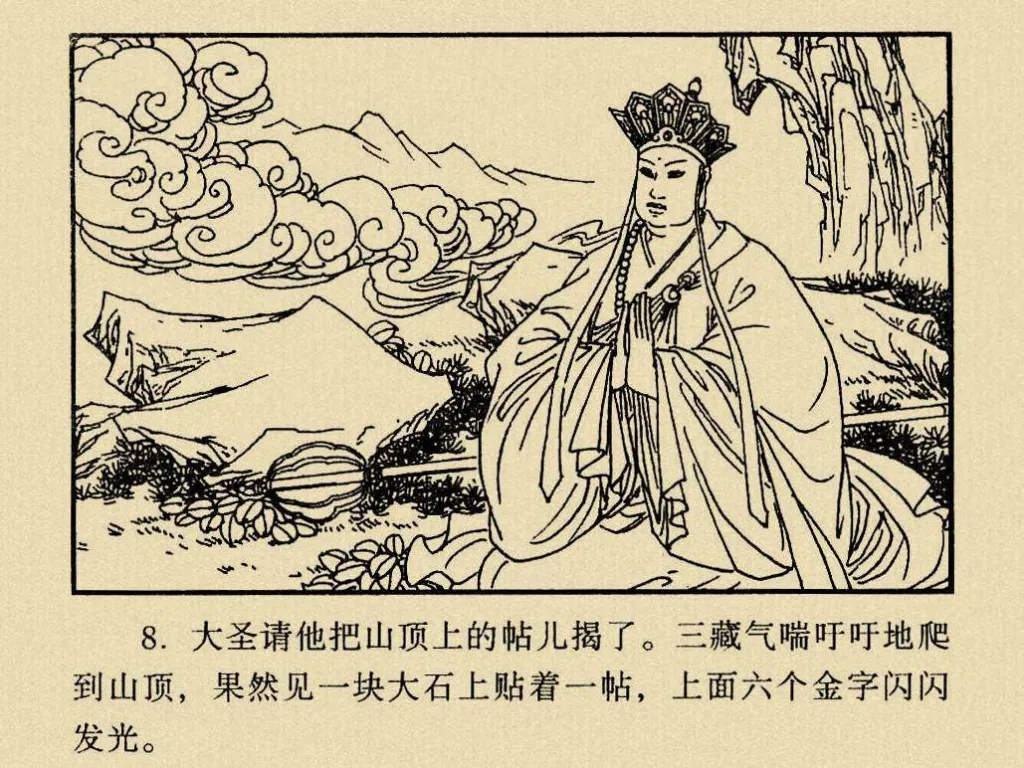 8. 大圣请他把山顶上的帖儿揭了。三藏气喘吁吁地爬
到山顶，果然见一块大石上贴着一帖，上面六个金字闪闪
发光。